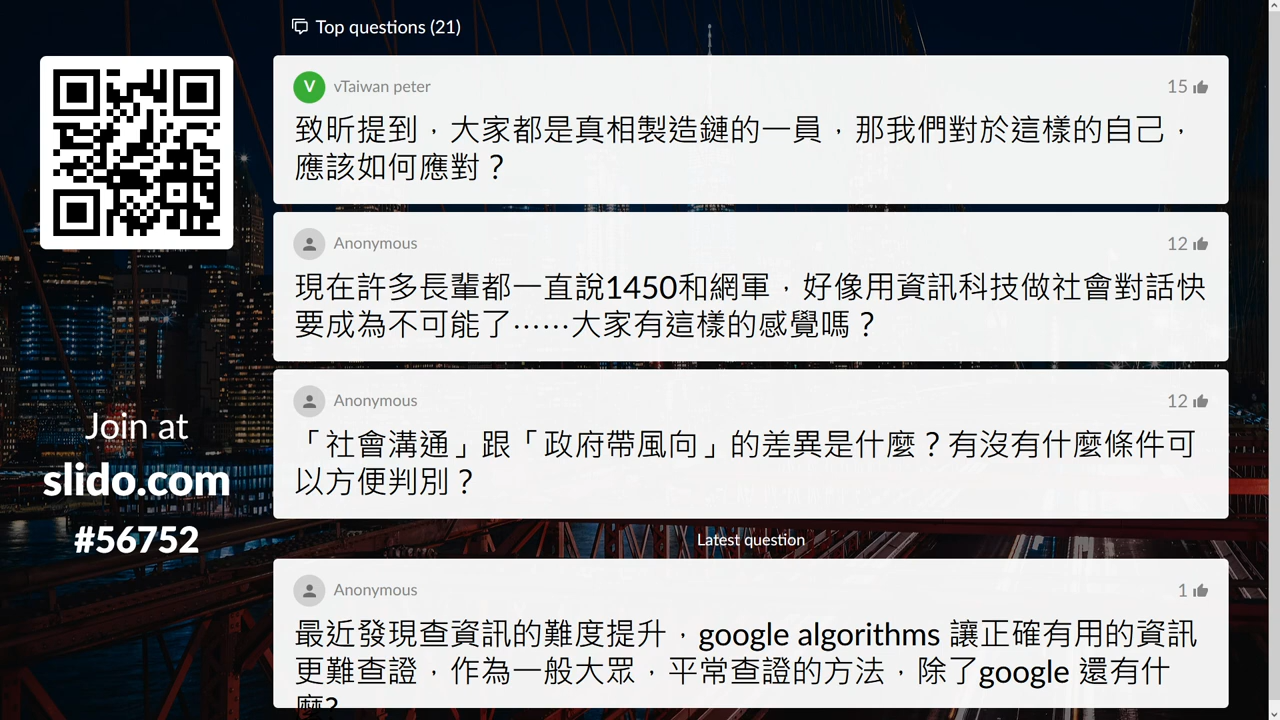 Top questions (21)
V vTaiwan peter 15
致昕提到，大家都是真相製造鏈的一員，那我們對於這樣的自己，
應該如何應對？
Anonymous 12
現在許多長輩都一直說1450和網軍，好像用資訊科技做社會對話快
要成為不可能了……大家有這樣的感覺嗎？
Anonymous 12
「社會溝通」跟「政府帶風向」的差異是什麼？有沒有什麼條件可
以方便判別？
Latest question
Anonymous 1
最近發現查資訊的難度提升，google algorithms 讓正確有用的資訊
更難查證，作為一般大眾，平常查證的方法，除了google 還有什
麼?
Join at
slido.com
#56752